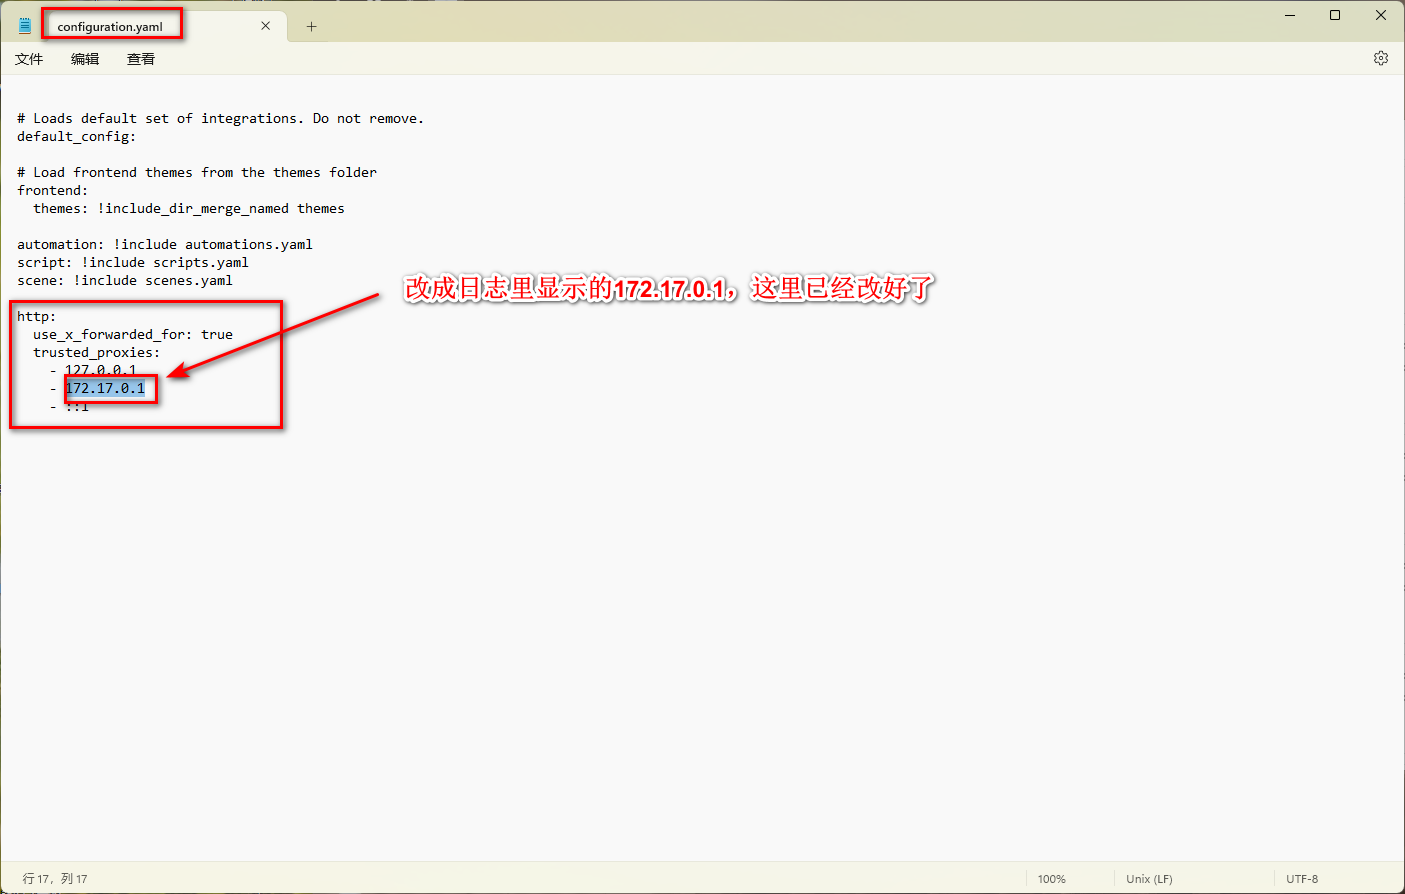 configuration.yaml
文件 编辑 查看
# Loads default set of integrations. Do not remove.
default_config:
# Load frontend themes from the themes folder
frontend:
  themes: !include_dir_merge_named themes
automation: !include automations.yaml
script: !include scripts.yaml
scene: !include scenes.yaml
改成日志里显示的172.17.0.1，这里已经改好了
http:
  use_x_forwarded_for: true
  trusted_proxies:
    - 127.0.0.1
    - 172.17.0.1
    - ::1
行 17，列 17 100% Unix (LF) UTF-8